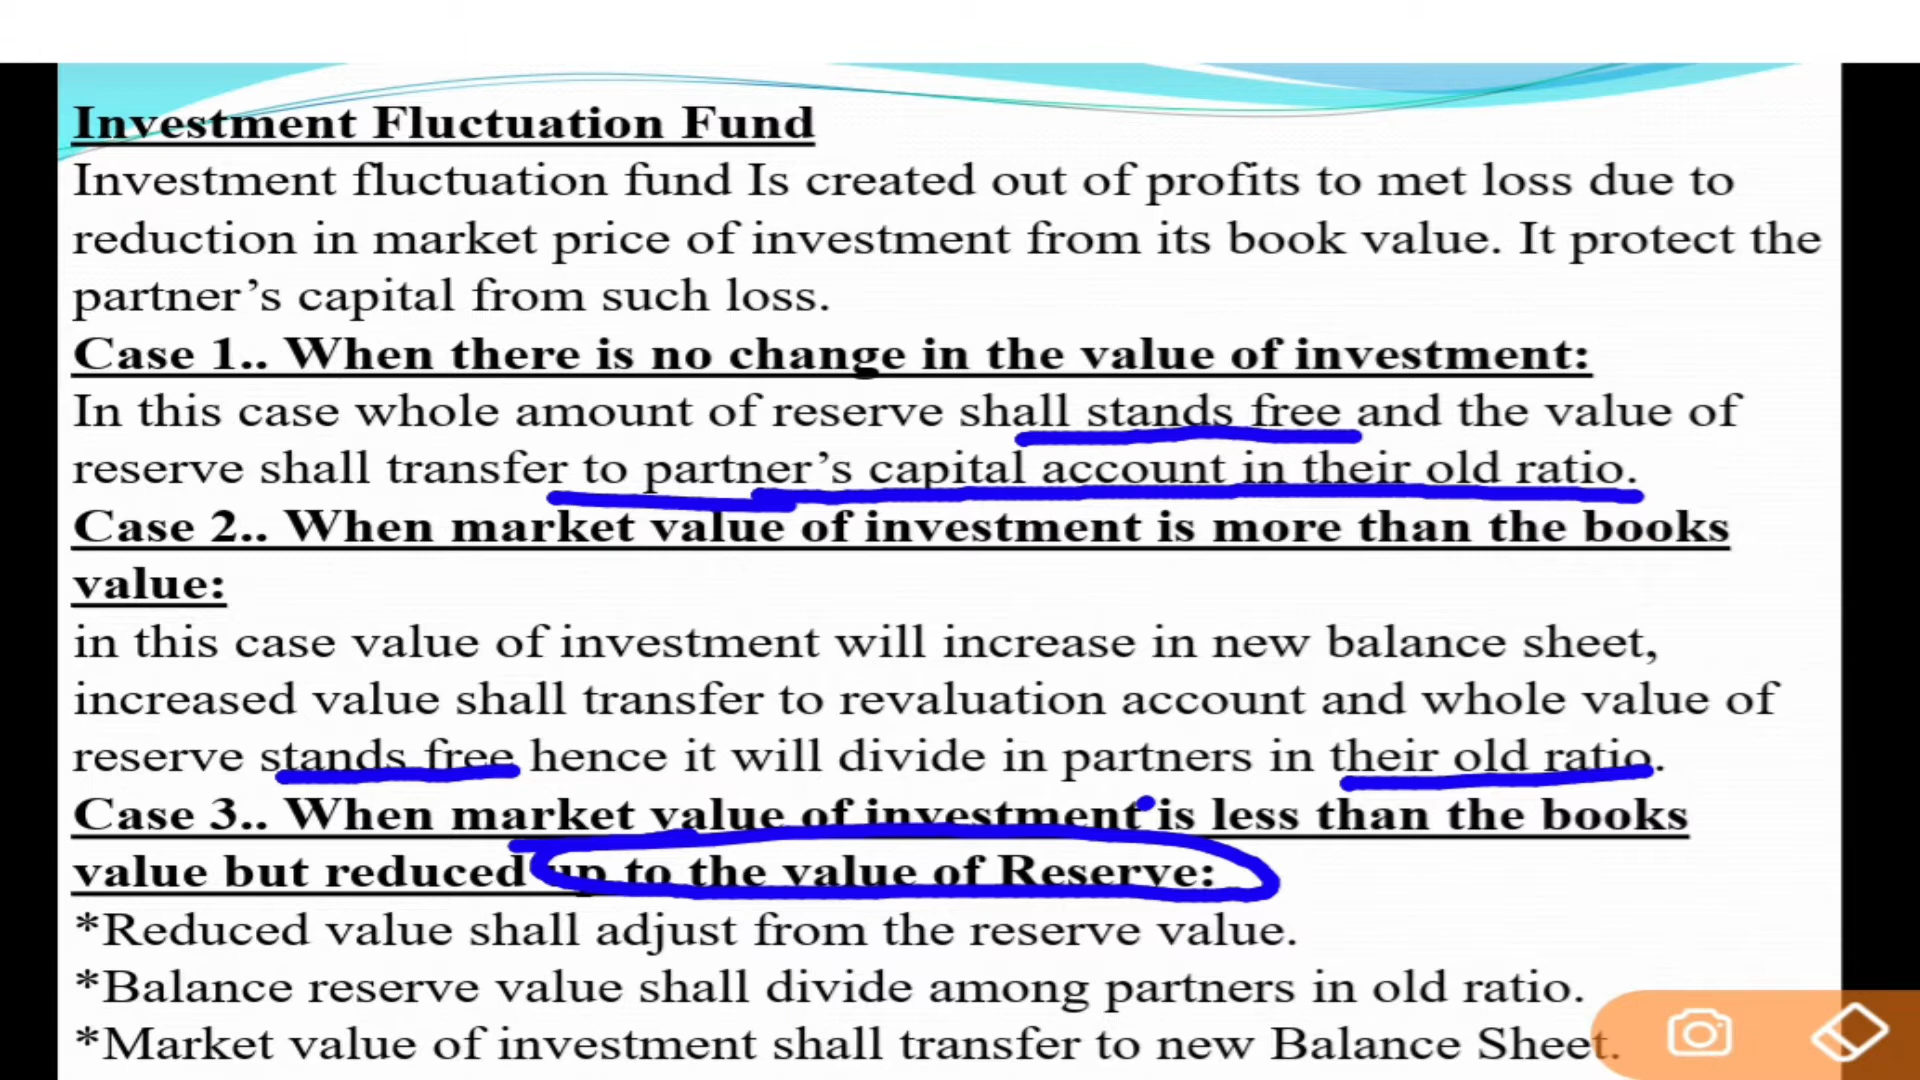 Investment Fluctuation Fund
Investment fluctuation fund Is created out of profits to met loss due to
reduction in market price of investment from its book value. It protect the
partner's capital from such loss.
Case 1.. When there is no change in the value of investment:
In this case whole amount of reserve shall stands free and the value of
reserve shall transfer to partner's capital account in their old ratio.
Case 2.. When market value of investment is more than the books
value:
in this case value of investment will increase in new balance sheet,
increased value shall transfer to revaluation account and whole value of
reserve stands free hence it will divide in partners in their old ratio.
Case 3.. When market value of investment is less than the books
value but reduced up to the value of Reserve:
*Reduced value shall adjust from the reserve value.
*Balance reserve value shall divide among partners in old ratio.
*Market value of investment shall transfer to new Balance Sheet.